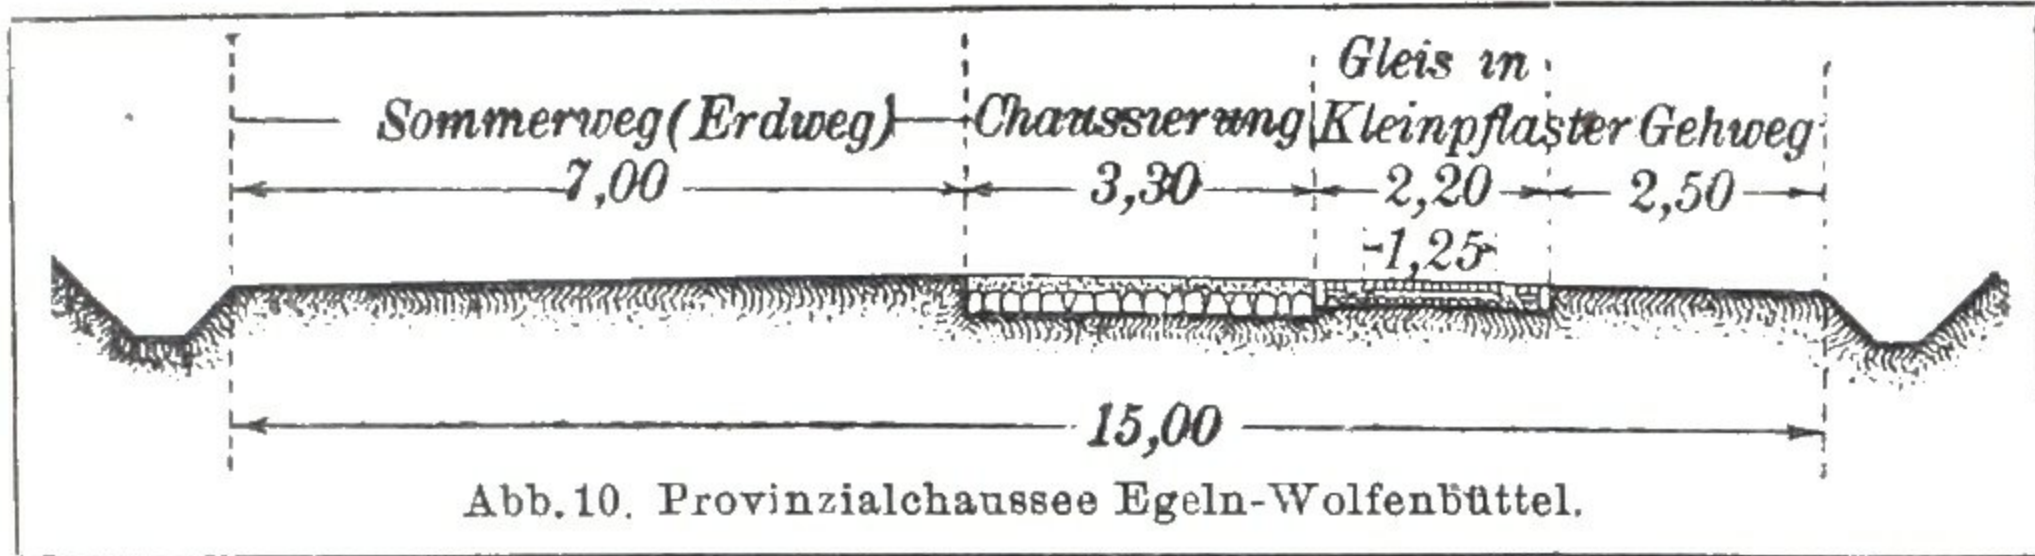 Gleis in
Sommerweg (Erdweg) Chaussierung Kleinpflaster Gehweg
7,00 3,30 2,20 2,50
1,25
15,00
Abb. 10. Provinzialchaussee Egeln-Wolfenbüttel.